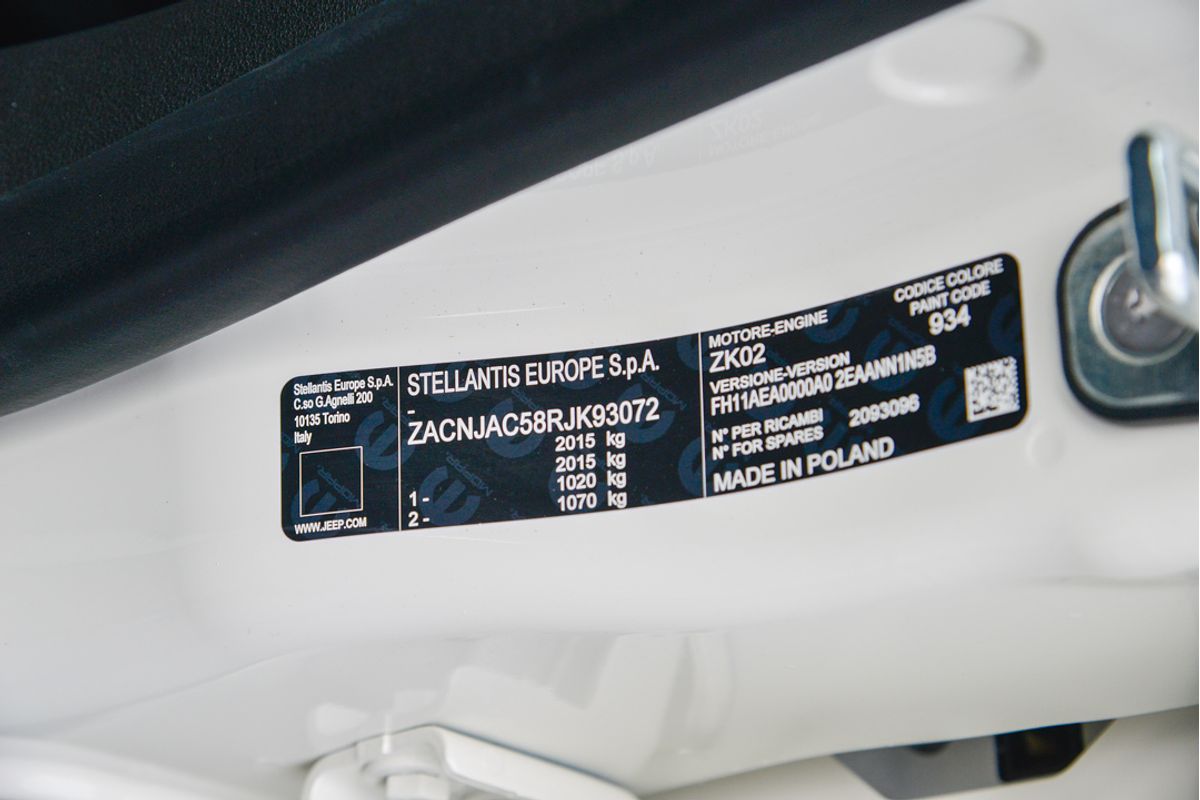 Stellantis Europe S.p.A.
C.so G.Agnelli 200
10135 Torino
Italy
WWW.JEEP.COM
STELLANTIS EUROPE S.p.A.
-
ZACNJAC58RJK93072
2015 kg
2015 kg
1 - 1020 kg
2 - 1070 kg
MOTORE-ENGINE
ZK02
VERSIONE-VERSION
FH11AEA0000A0 2EAANN1N5B
N° PER RICAMBI
N° FOR SPARES 2093096
MADE IN POLAND
CODICE COLORE
PAINT CODE
934